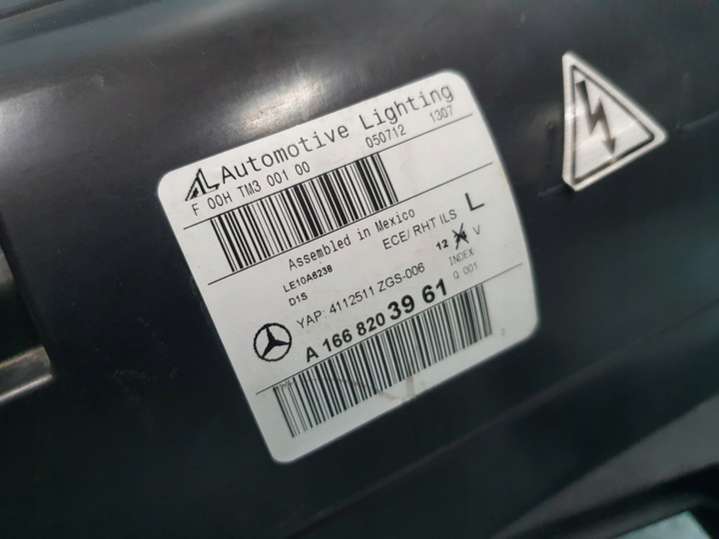 AL Automotive Lighting
F 00H TM3 001 00 050712 1307
Assembled in Mexico
ECE/ RHT ILS L
LE10A6238
D1S
12 V
YAP: 4112511 ZGS-006
INDEX
Q 001
A 166 820 39 61